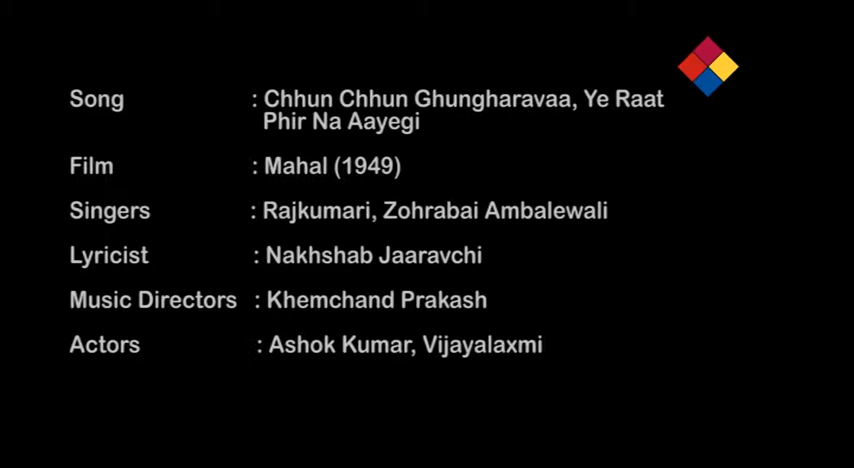 Song : Chhun Chhun Ghungharavaa, Ye Raat
Phir Na Aayegi
Film : Mahal (1949)
Singers : Rajkumari, Zohrabai Ambalewali
Lyricist : Nakhshab Jaaravchi
Music Directors : Khemchand Prakash
Actors : Ashok Kumar, Vijayalaxmi